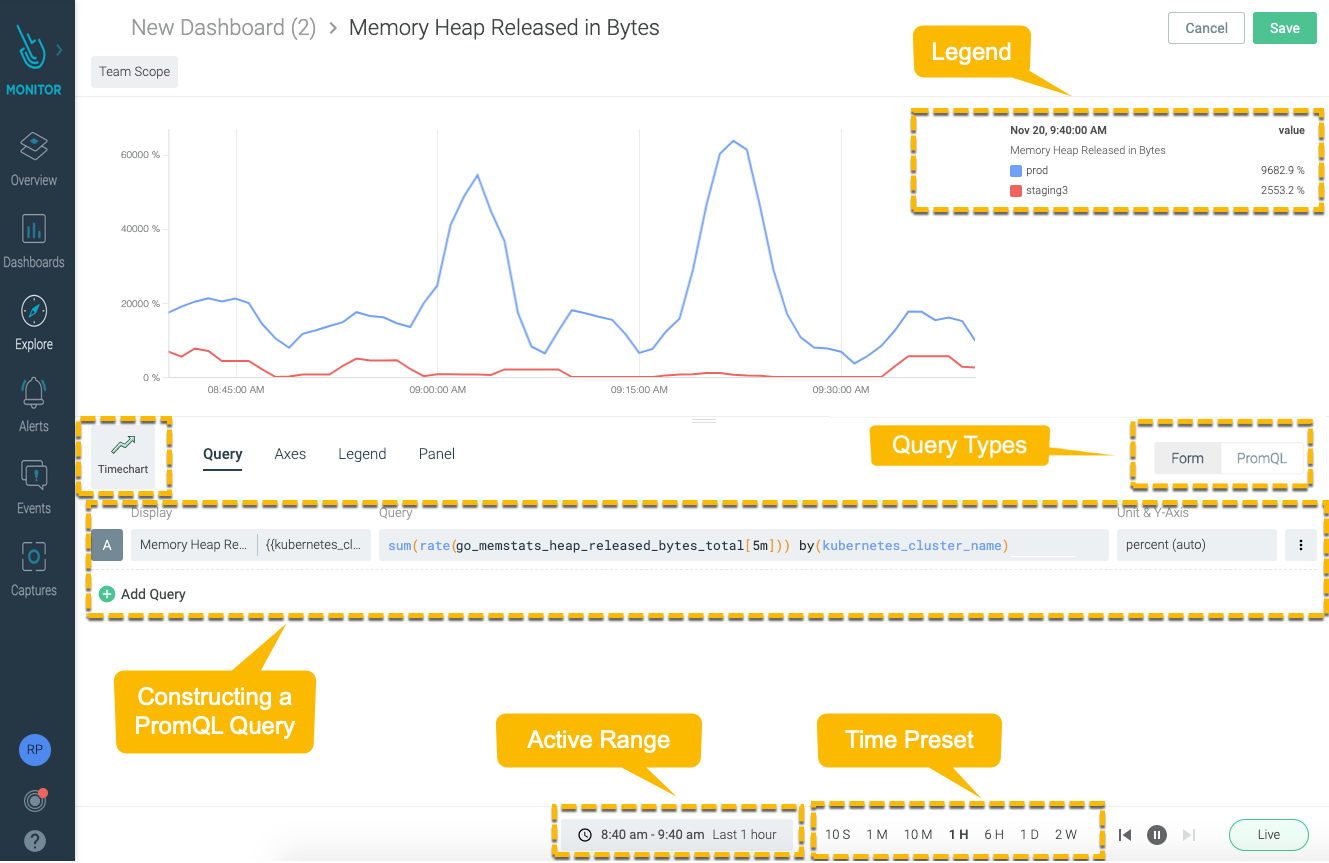 New Dashboard (2) > Memory Heap Released in Bytes
Cancel
Save
Team Scope
Legend
MONITOR
Overview
Dashboards
Explore
Alerts
Events
Captures
RP
?
Nov 20, 9:40:00 AM value
Memory Heap Released in Bytes
prod 9682.9 %
staging3 2553.2 %
60000 %
40000 %
20000 %
0 %
08:45:00 AM 09:00:00 AM 09:15:00 AM 09:30:00 AM
Timechart
Query Axes Legend Panel
Query Types
Form PromQL
Display Query Unit & Y-Axis
A Memory Heap Re... {{kubernetes_cl... sum(rate(go_memstats_heap_released_bytes_total[5m])) by(kubernetes_cluster_name) percent (auto)
Add Query
Constructing a
PromQL Query
Active Range
Time Preset
8:40 am - 9:40 am Last 1 hour
10 S 1 M 10 M 1 H 6 H 1 D 2 W
Live